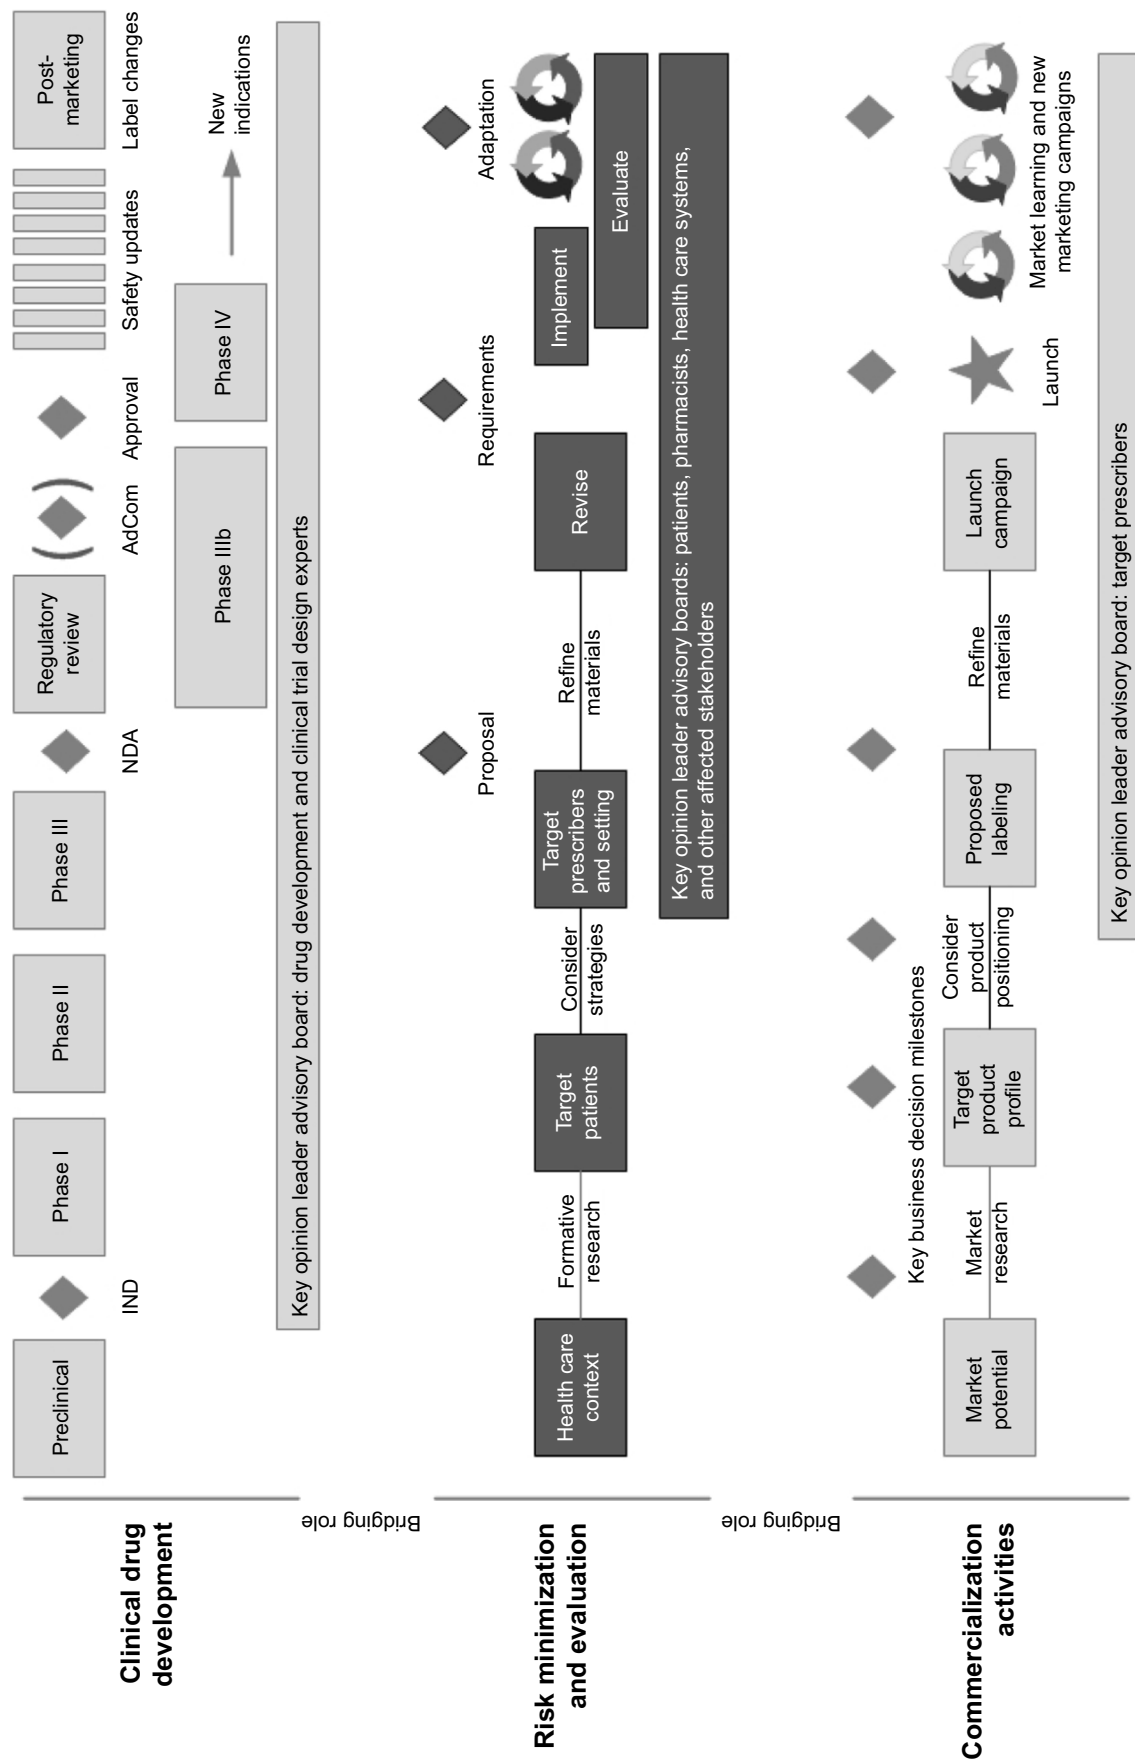 Clinical drug
development
Preclinical
IND
Phase I
Phase II
Phase III
NDA
Regulatory
review
AdCom
Approval
Safety updates
Post-
marketing
Label changes
Phase IIIb
Phase IV
New
indications
Key opinion leader advisory board: drug development and clinical trial design experts
Bridging role
Risk minimization
and evaluation
Proposal
Requirements
Adaptation
Health care
context
Formative
research
Target
patients
Consider
strategies
Target
prescribers
and setting
Refine
materials
Revise
Implement
Evaluate
Key opinion leader advisory boards: patients, pharmacists, health care systems,
and other affected stakeholders
Bridging role
Commercialization
activities
Key business decision milestones
Market
potential
Market
research
Target
product
profile
Consider
product
positioning
Proposed
labeling
Refine
materials
Launch
campaign
Launch
Market learning and new
marketing campaigns
Key opinion leader advisory board: target prescribers